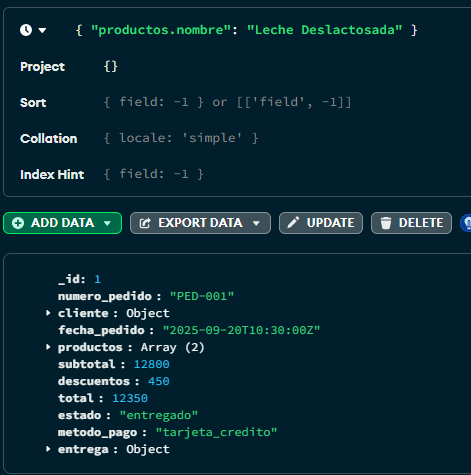 { "productos.nombre": "Leche Deslactosada" }
Project {}
Sort { field: -1 } or [['field', -1]]
Collation { locale: 'simple' }
Index Hint { field: -1 }
ADD DATA EXPORT DATA UPDATE DELETE
_id: 1
numero_pedido : "PED-001"
cliente : Object
fecha_pedido : "2025-09-20T10:30:00Z"
productos : Array (2)
subtotal : 12800
descuentos : 450
total : 12350
estado : "entregado"
metodo_pago : "tarjeta_credito"
entrega : Object